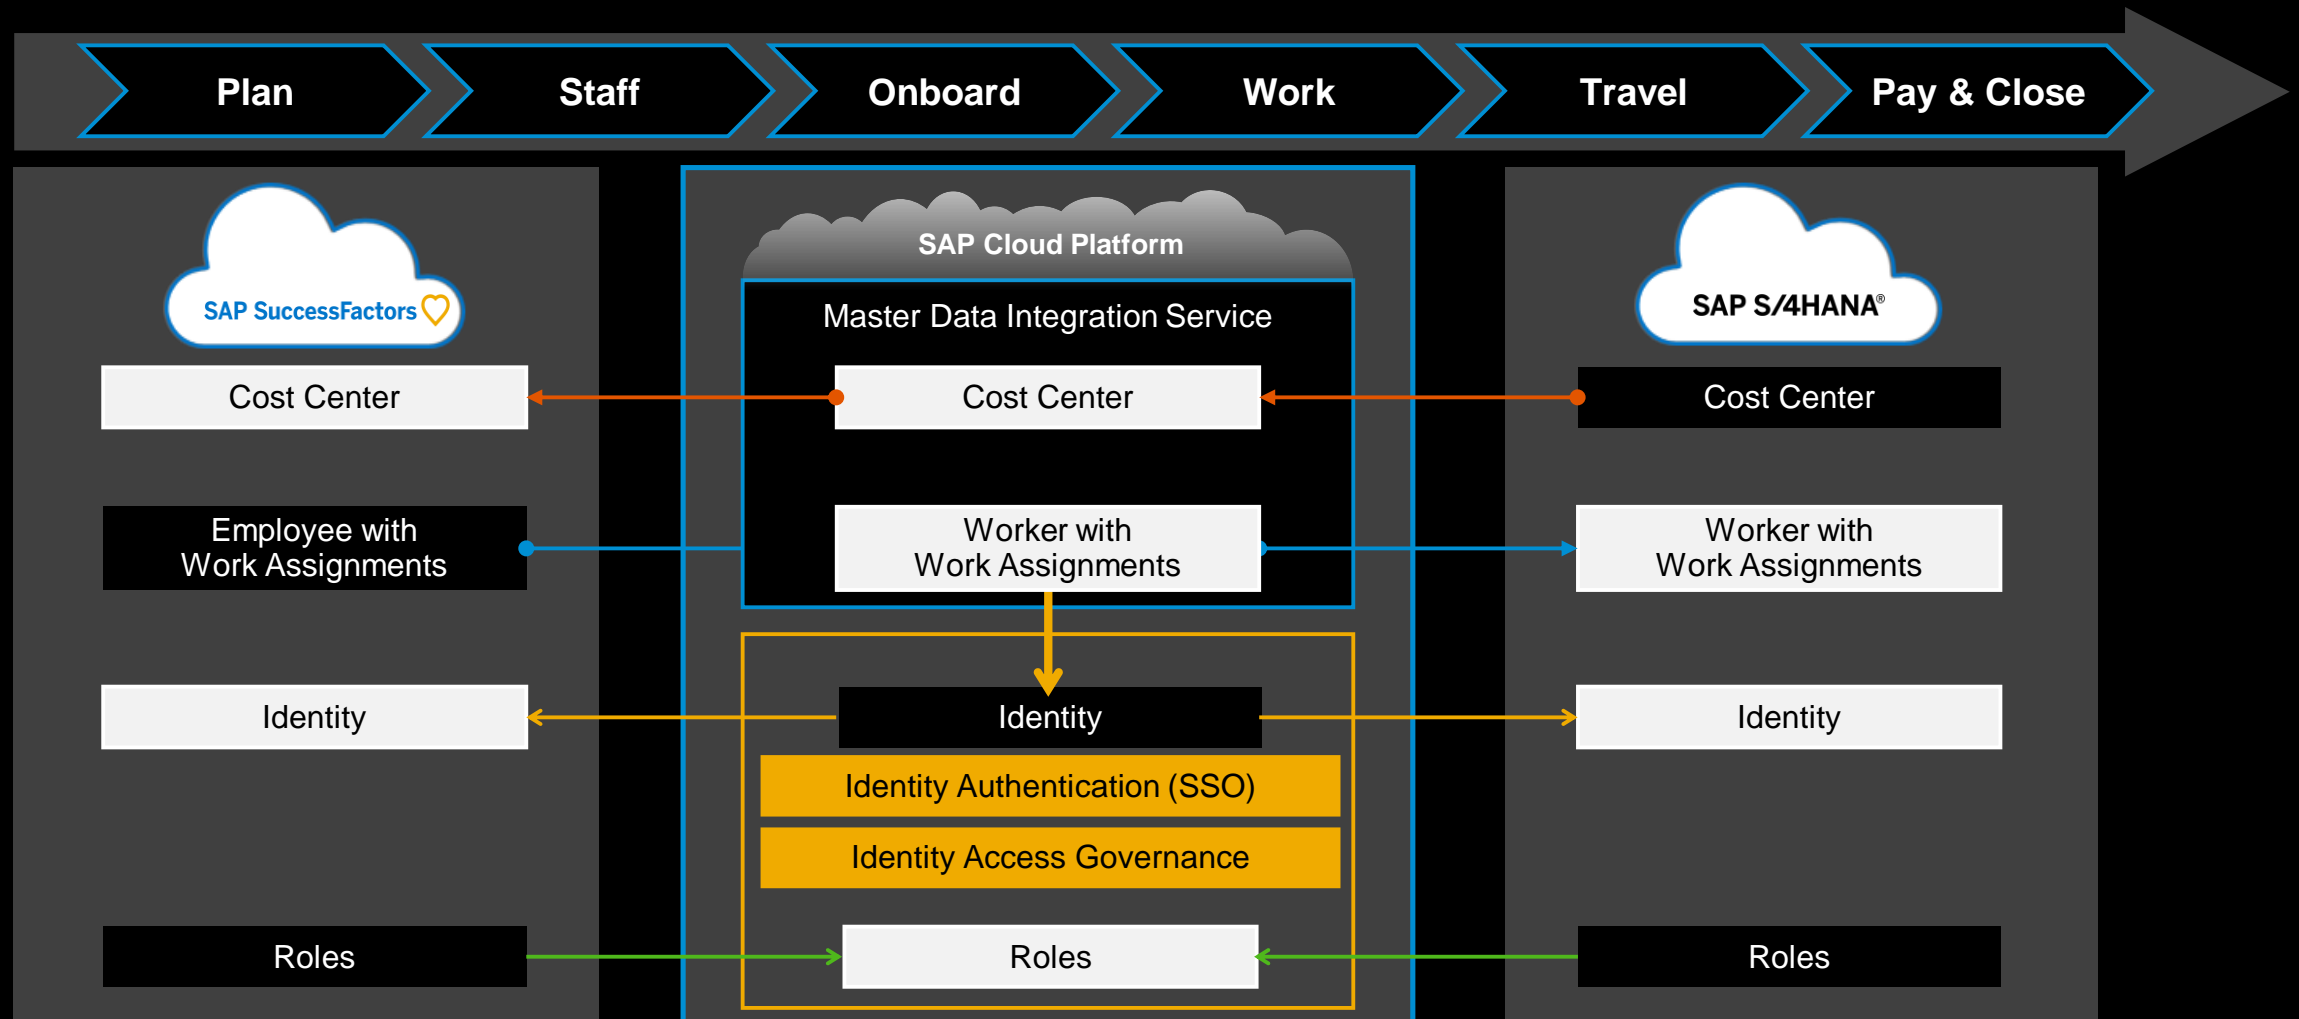 Plan
Staff
Onboard
Work
Travel
Pay & Close
SAP SuccessFactors
SAP Cloud Platform
SAP S/4HANA®
Master Data Integration Service
Cost Center
Cost Center
Cost Center
Employee with
Work Assignments
Worker with
Work Assignments
Worker with
Work Assignments
Identity
Identity
Identity
Identity Authentication (SSO)
Identity Access Governance
Roles
Roles
Roles